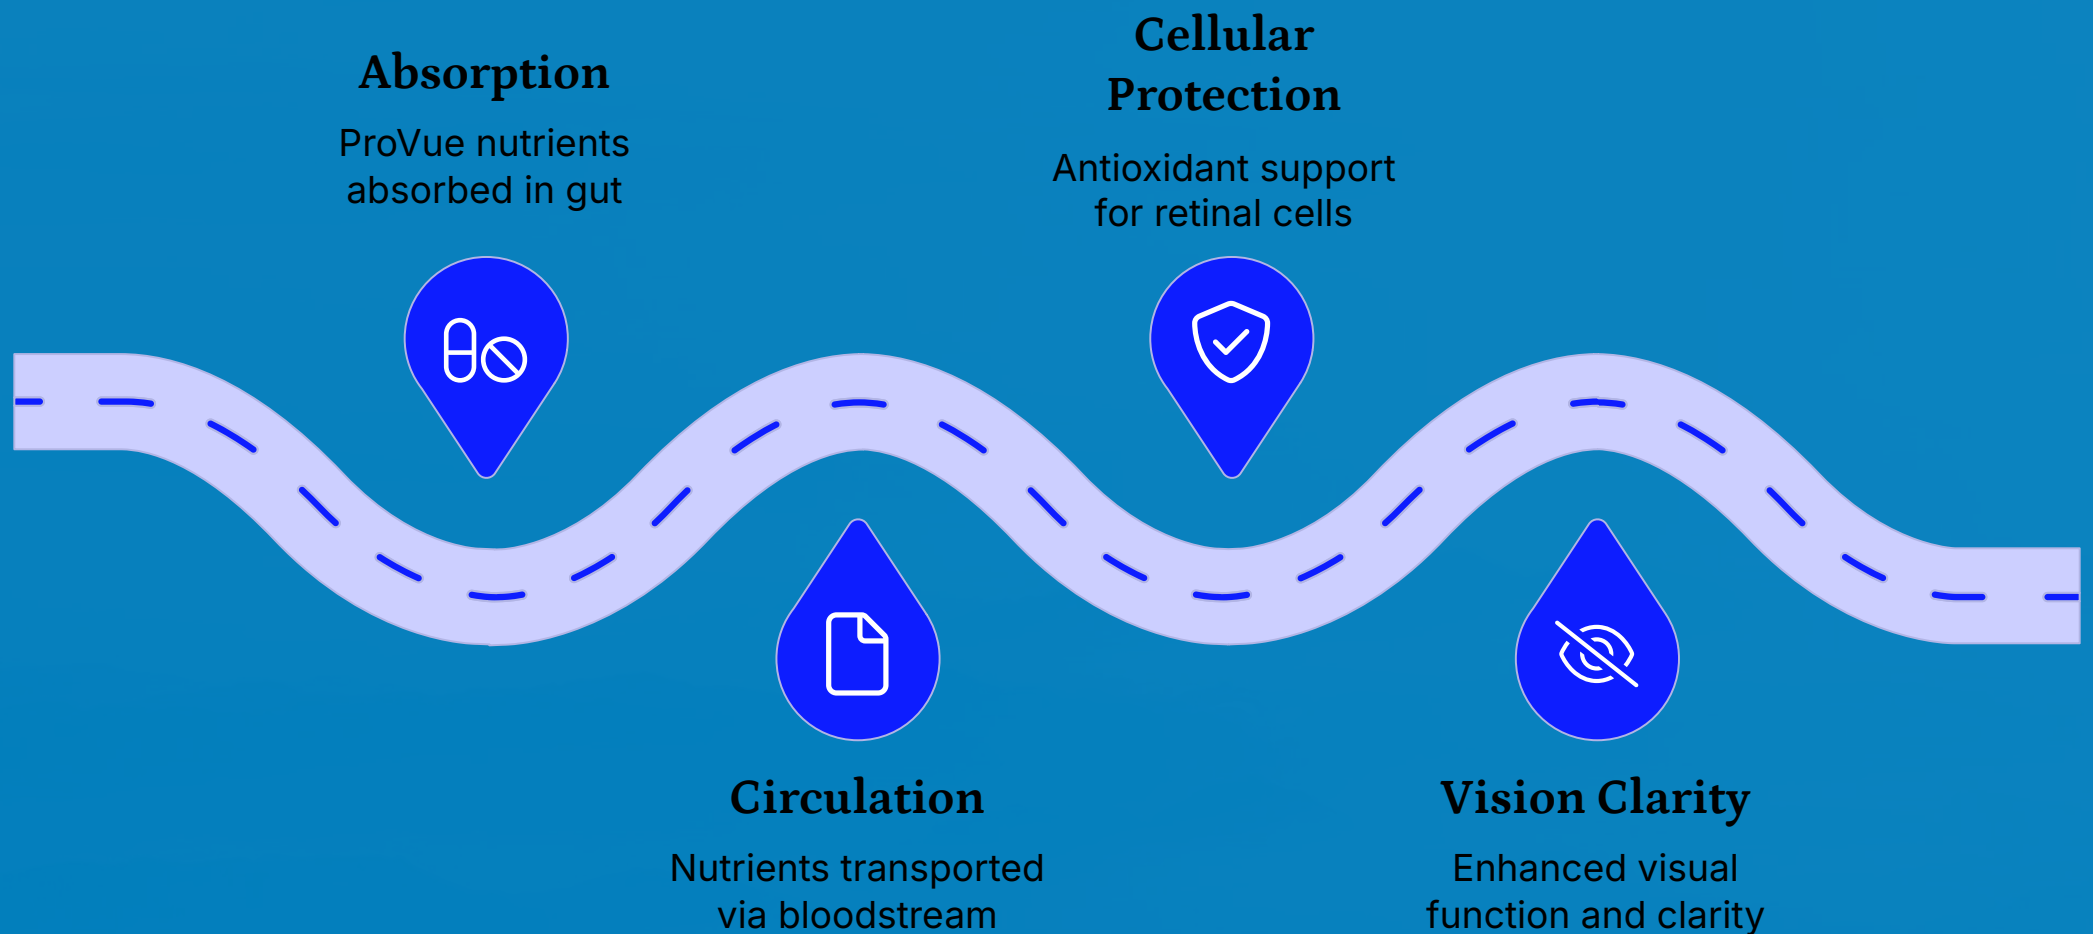 Absorption
ProVue nutrients
absorbed in gut
Cellular
Protection
Antioxidant support
for retinal cells
Circulation
Nutrients transported
via bloodstream
Vision Clarity
Enhanced visual
function and clarity